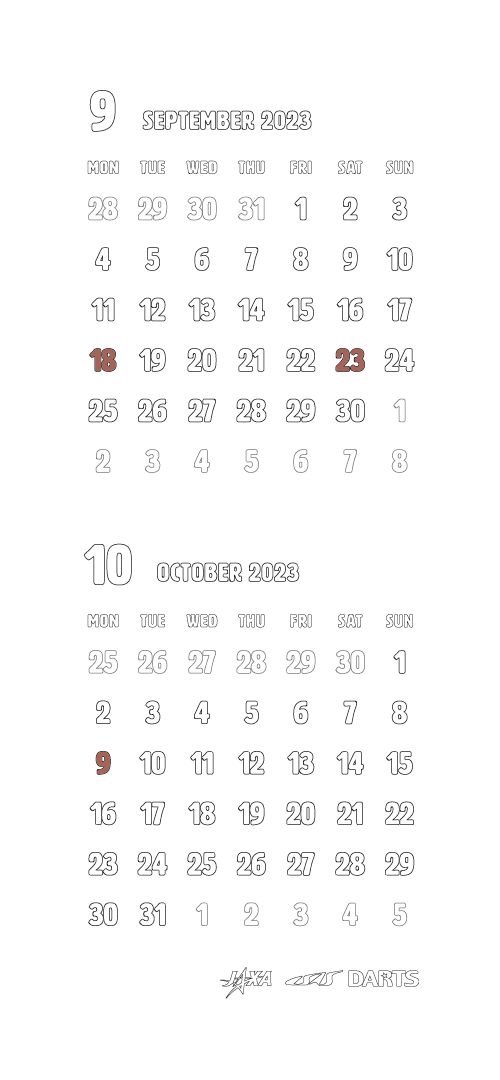 9 SEPTEMBER 2023
MON TUE WED THU FRI SAT SUN
28 29 30 31 1 2 3
4 5 6 7 8 9 10
11 12 13 14 15 16 17
18 19 20 21 22 23 24
25 26 27 28 29 30 1
2 3 4 5 6 7 8
10 OCTOBER 2023
MON TUE WED THU FRI SAT SUN
25 26 27 28 29 30 1
2 3 4 5 6 7 8
9 10 11 12 13 14 15
16 17 18 19 20 21 22
23 24 25 26 27 28 29
30 31 1 2 3 4 5
JAXA ISAS DARTS